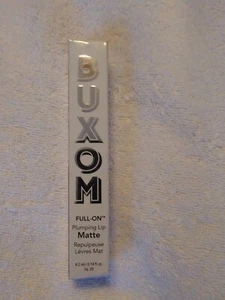 BUXOM
FULL-ON™
Plumping Lip
Matte
Repulpeuse
Lèvres Mat